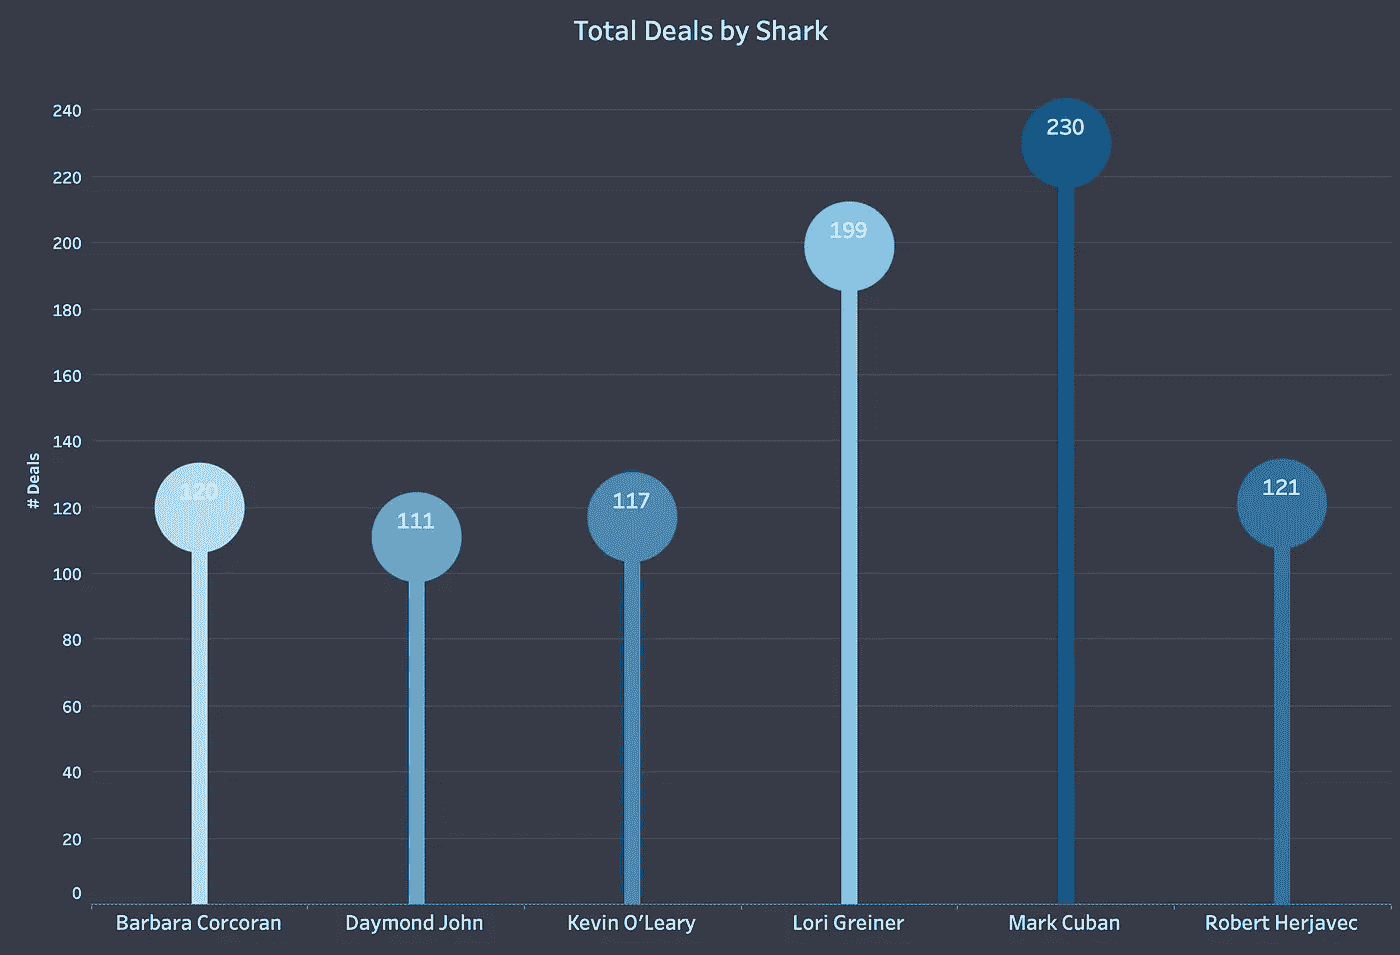 Total Deals by Shark
240
220
200
180
160
140
120
100
80
60
40
20
0
# Deals
120
111
117
199
230
121
Barbara Corcoran
Daymond John
Kevin O’Leary
Lori Greiner
Mark Cuban
Robert Herjavec